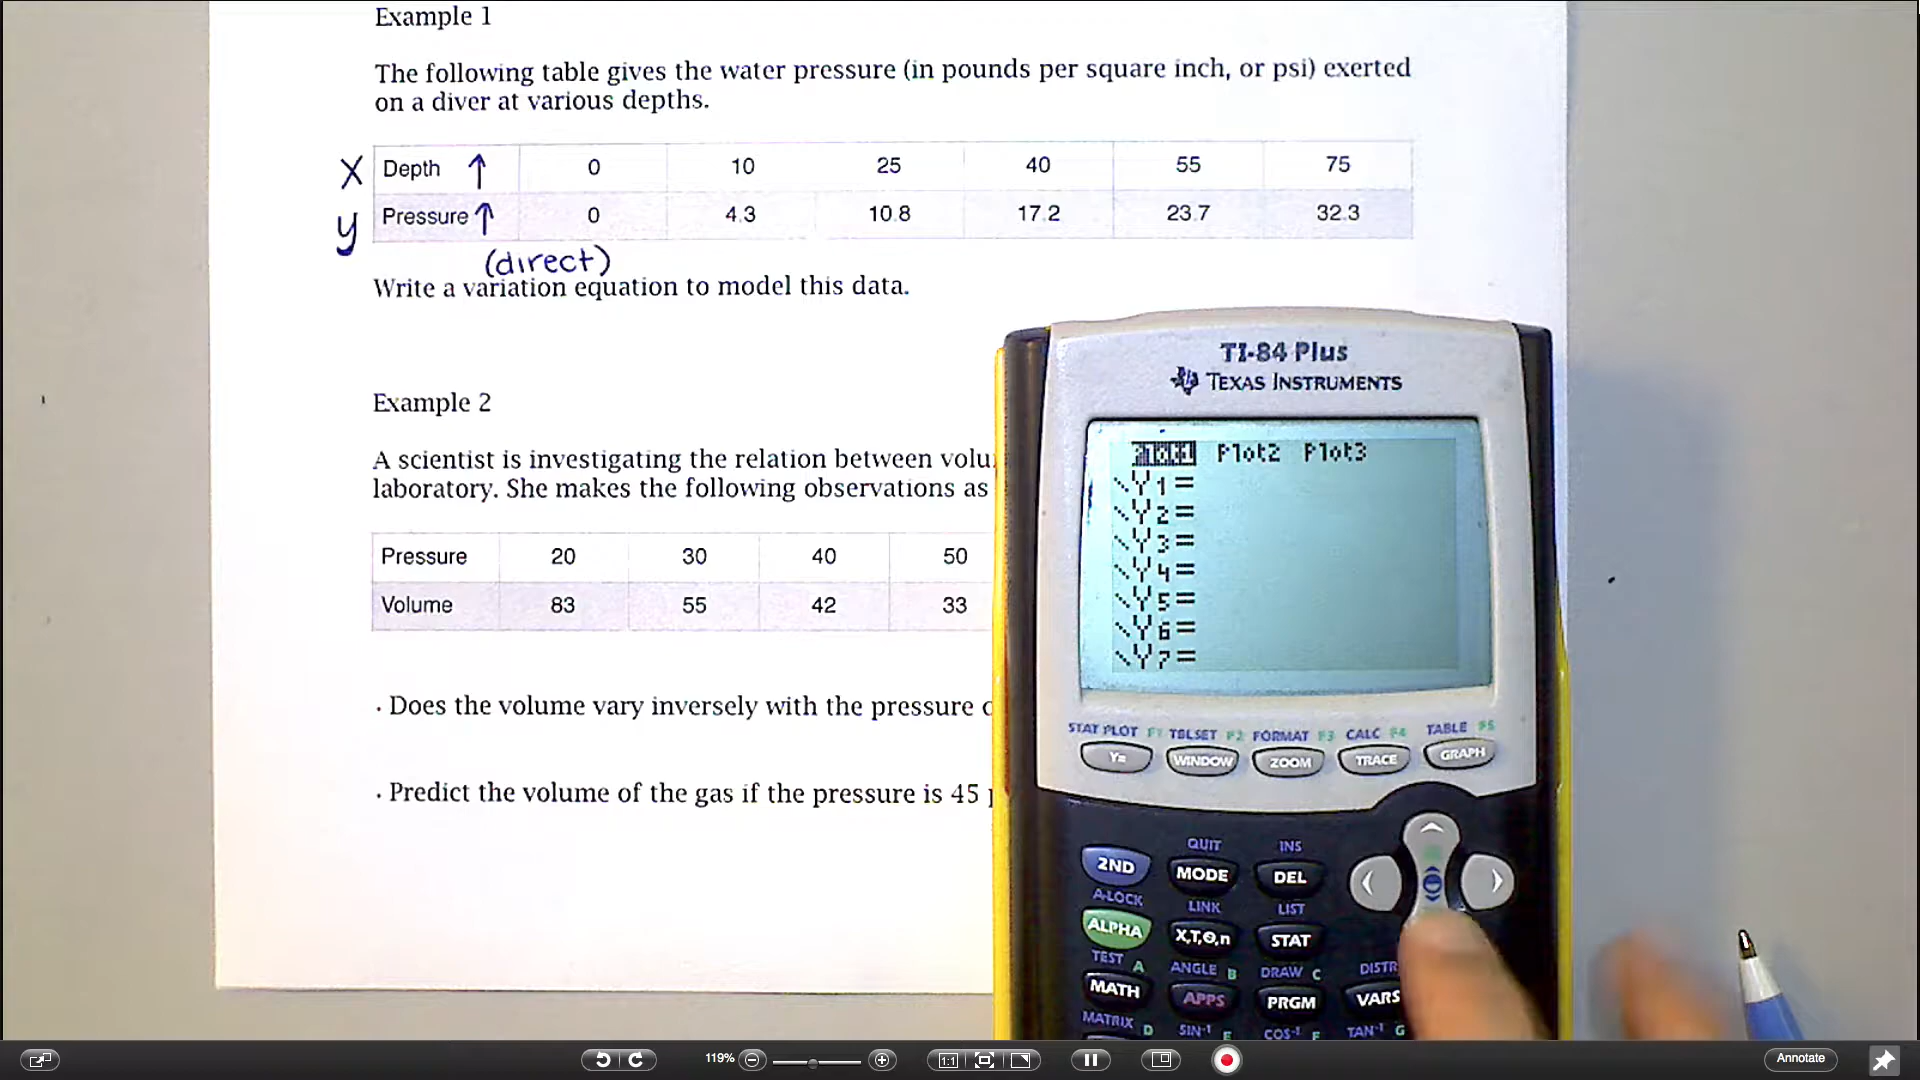 Example 1
The following table gives the water pressure (in pounds per square inch, or psi) exerted
on a diver at various depths.
X Depth ↑ 0 10 25 40 55 75
y Pressure ↑ 0 4.3 10.8 17.2 23.7 32.3
(direct)
Write a variation equation to model this data.
Example 2
A scientist is investigating the relation between
laboratory. She makes the following observations as
Pressure 20 30 40 50
Volume 83 55 42 33
. Does the volume vary inversely with the pressure
. Predict the volume of the gas if the pressure is 45
TI-84 Plus
TEXAS INSTRUMENTS
Plot1 Plot2 Plot3
\Y1=
\Y2=
\Y3=
\Y4=
\Y5=
\Y6=
\Y7=
STAT PLOT F1 TBLSET F2 FORMAT F3 CALC F4 TABLE F5
Y= WINDOW ZOOM TRACE GRAPH
QUIT INS
2ND MODE DEL
A-LOCK LINK LIST
ALPHA X,T,Θ,n STAT
TEST A ANGLE B DRAW C DISTR
MATH APPS PRGM VARS
MATRIX D SIN⁻¹ E COS⁻¹ F TAN⁻¹ G
119% 1:1 Annotate